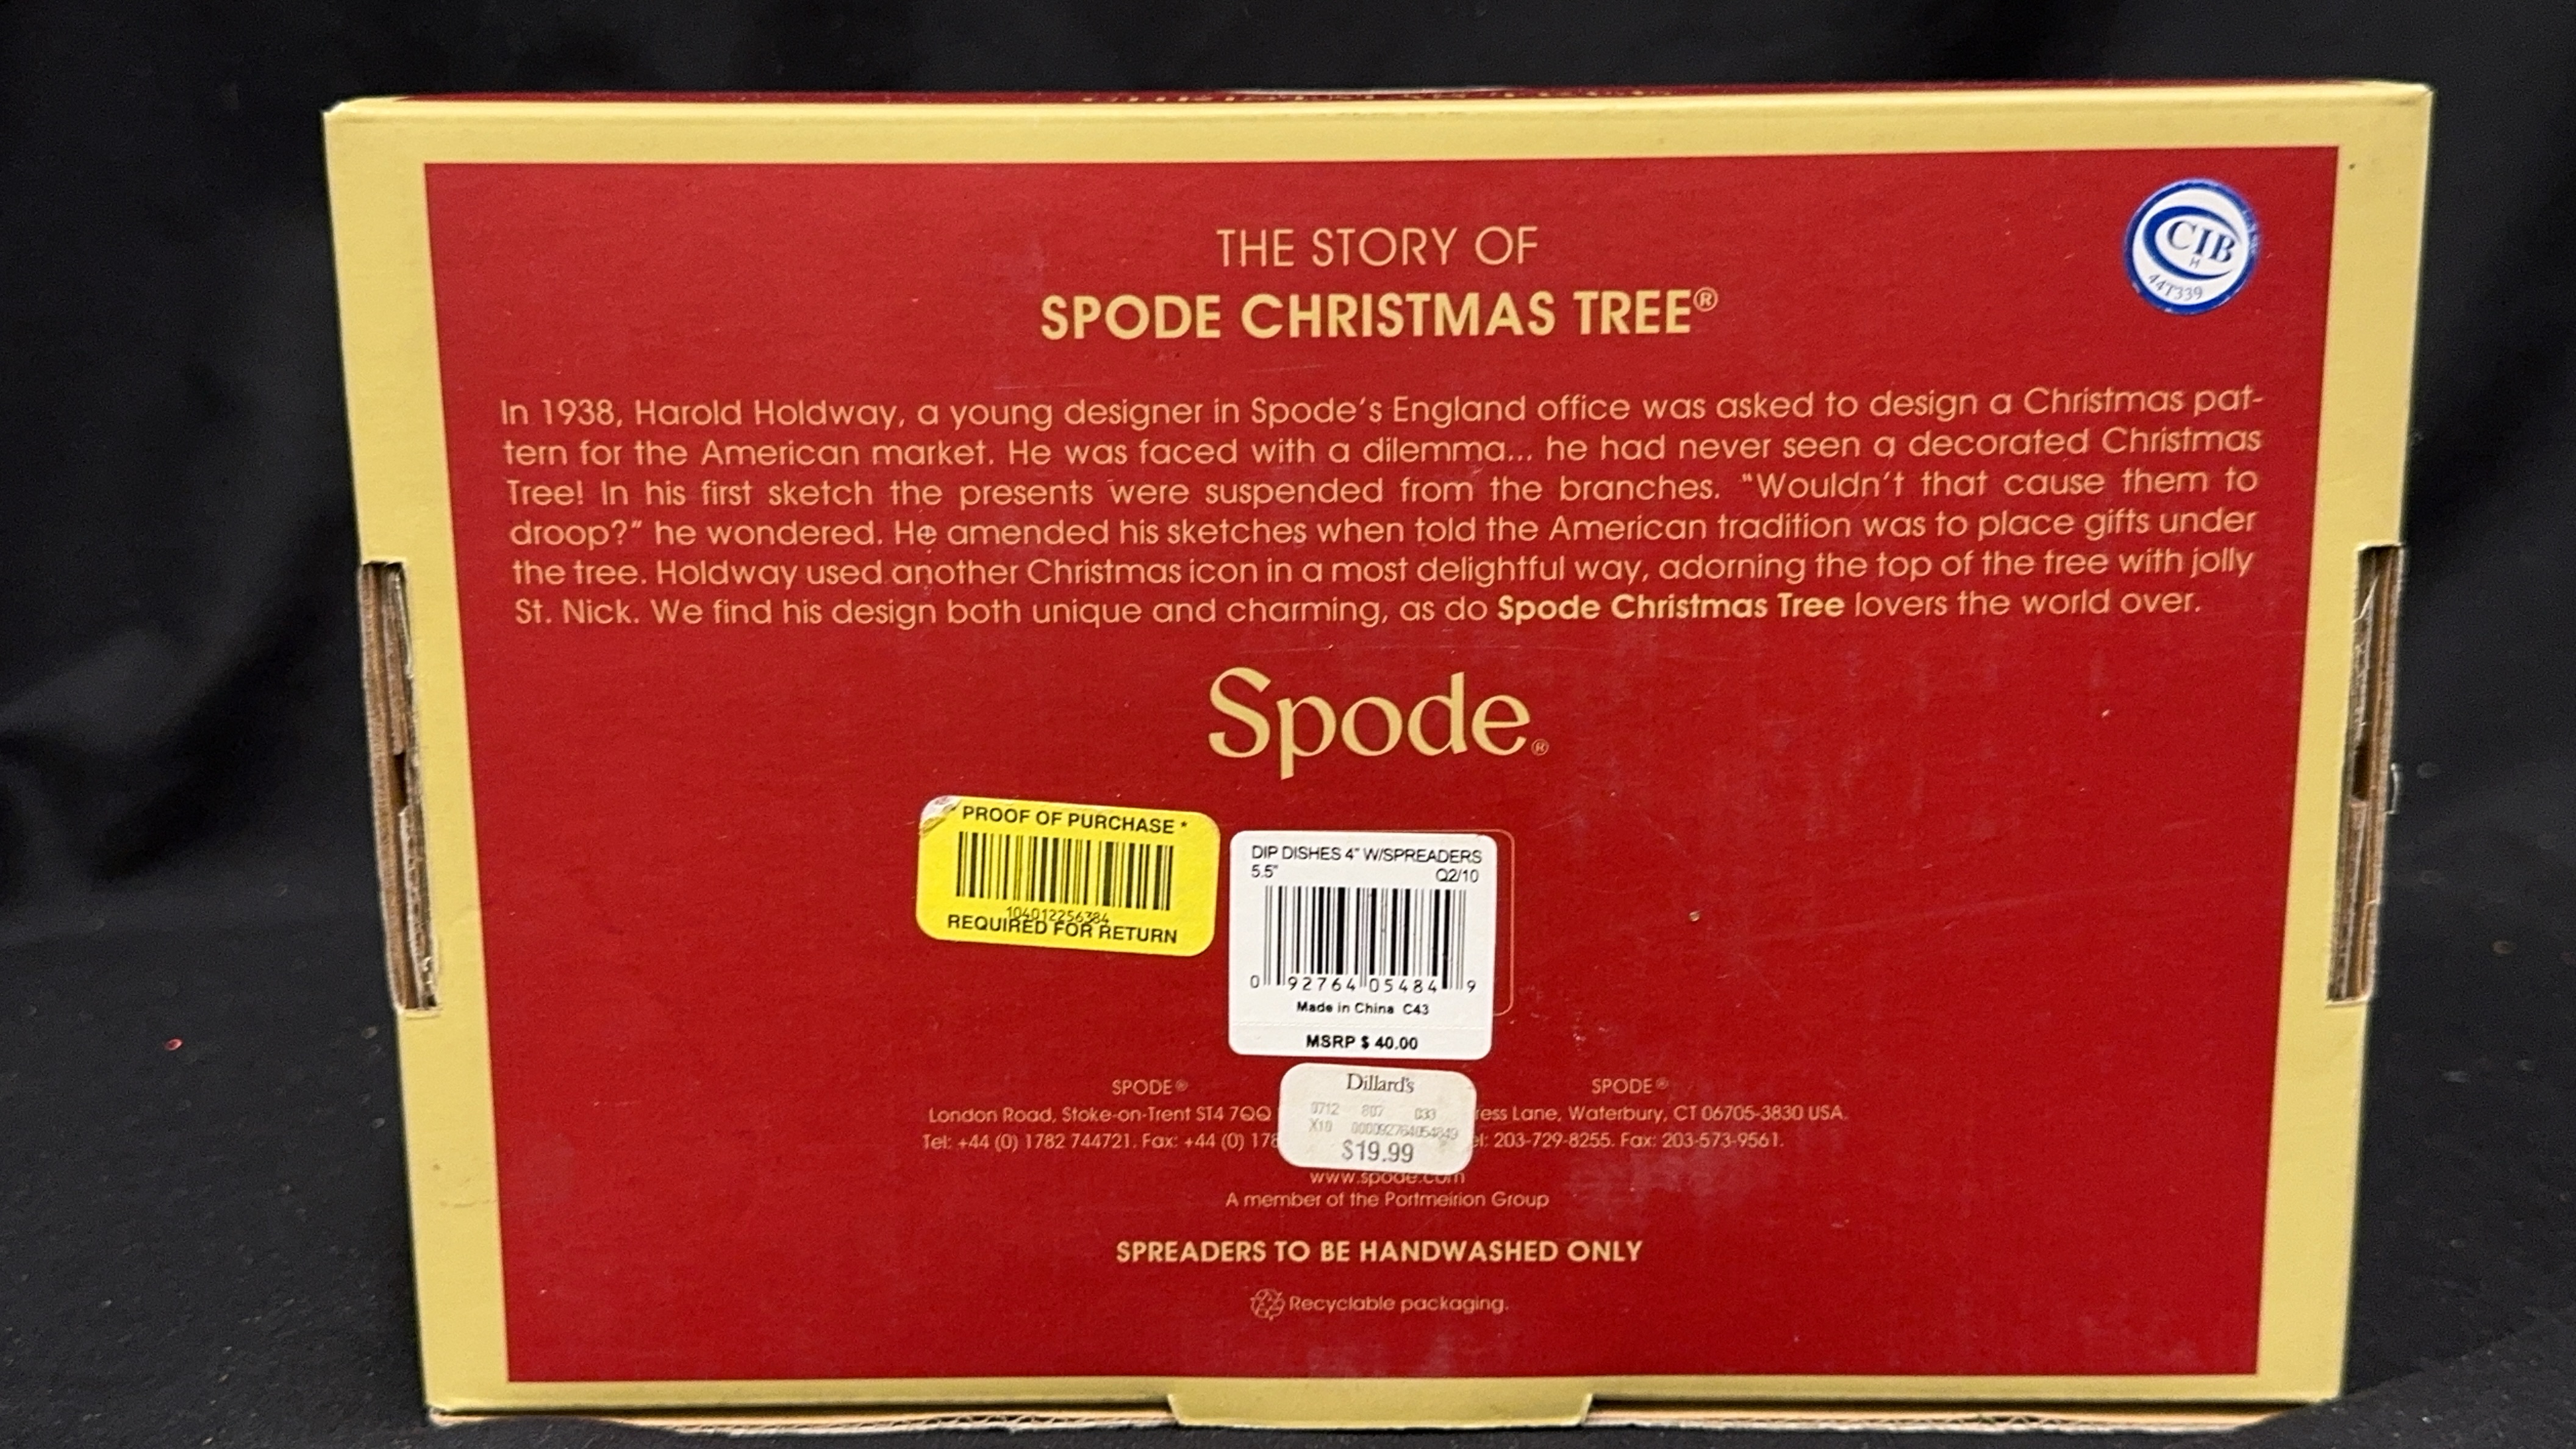 THE STORY OF
SPODE CHRISTMAS TREE®
CIB
H
44T339
In 1938, Harold Holdway, a young designer in Spode's England office was asked to design a Christmas pat-
tern for the American market. He was faced with a dilemma... he had never seen a decorated Christmas
Tree! In his first sketch the presents were suspended from the branches. "Wouldn't that cause them to
droop?" he wondered. He amended his sketches when told the American tradition was to place gifts under
the tree. Holdway used another Christmas icon in a most delightful way, adorning the top of the tree with jolly
St. Nick. We find his design both unique and charming, as do Spode Christmas Tree lovers the world over.
Spode®
PROOF OF PURCHASE *
104012256384
REQUIRED FOR RETURN
DIP DISHES 4" W/SPREADERS
5.5" Q2/10
0 92764 05484 9
Made in China C43
MSRP $ 40.00
SPODE®
London Road, Stoke-on-Trent ST4 7QQ
Tel: +44 (0) 1782 744721. Fax: +44 (0) 178
Dillard's
0712 807 033
X10 000092764054849
$19.99
SPODE®
ress Lane, Waterbury, CT 06705-3830 USA.
el: 203-729-8255. Fax: 203-573-9561.
www.spode.com
A member of the Portmeirion Group
SPREADERS TO BE HANDWASHED ONLY
Recyclable packaging.